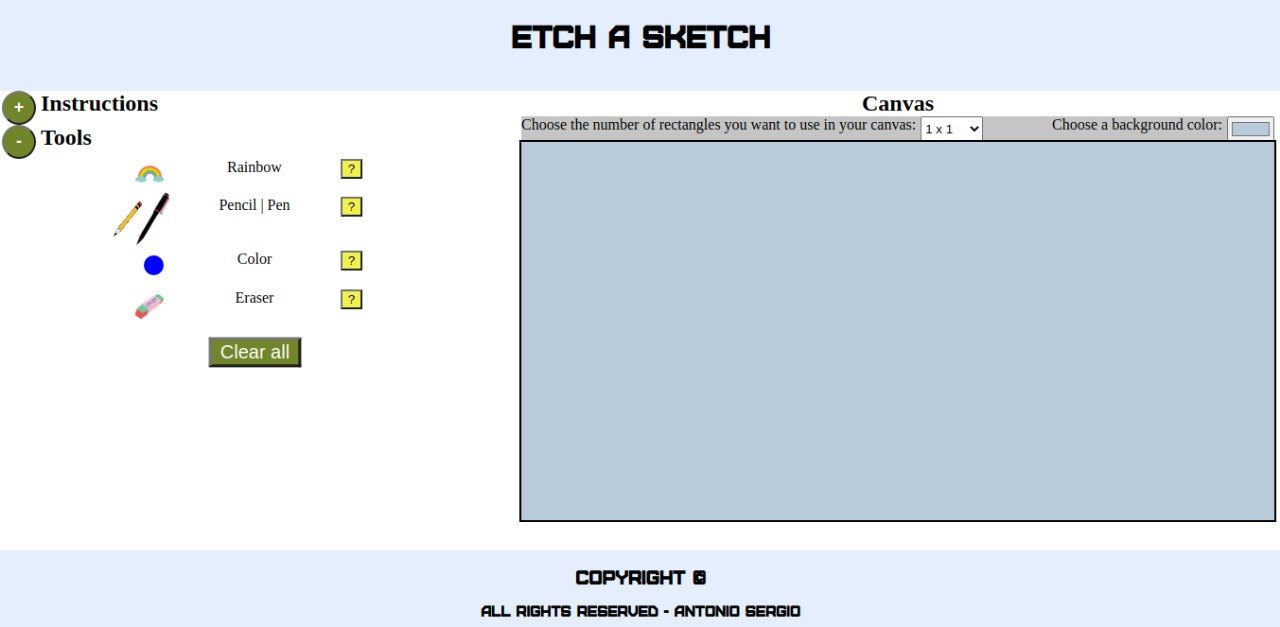 ETCH A SKETCH
+ Instructions
- Tools
Rainbow ?
Pencil | Pen ?
Color ?
Eraser ?
Clear all
Canvas
Choose the number of rectangles you want to use in your canvas: 1 x 1 Choose a background color:
COPYRIGHT ©
ALL RIGHTS RESERVED - ANTONIO SERGIO